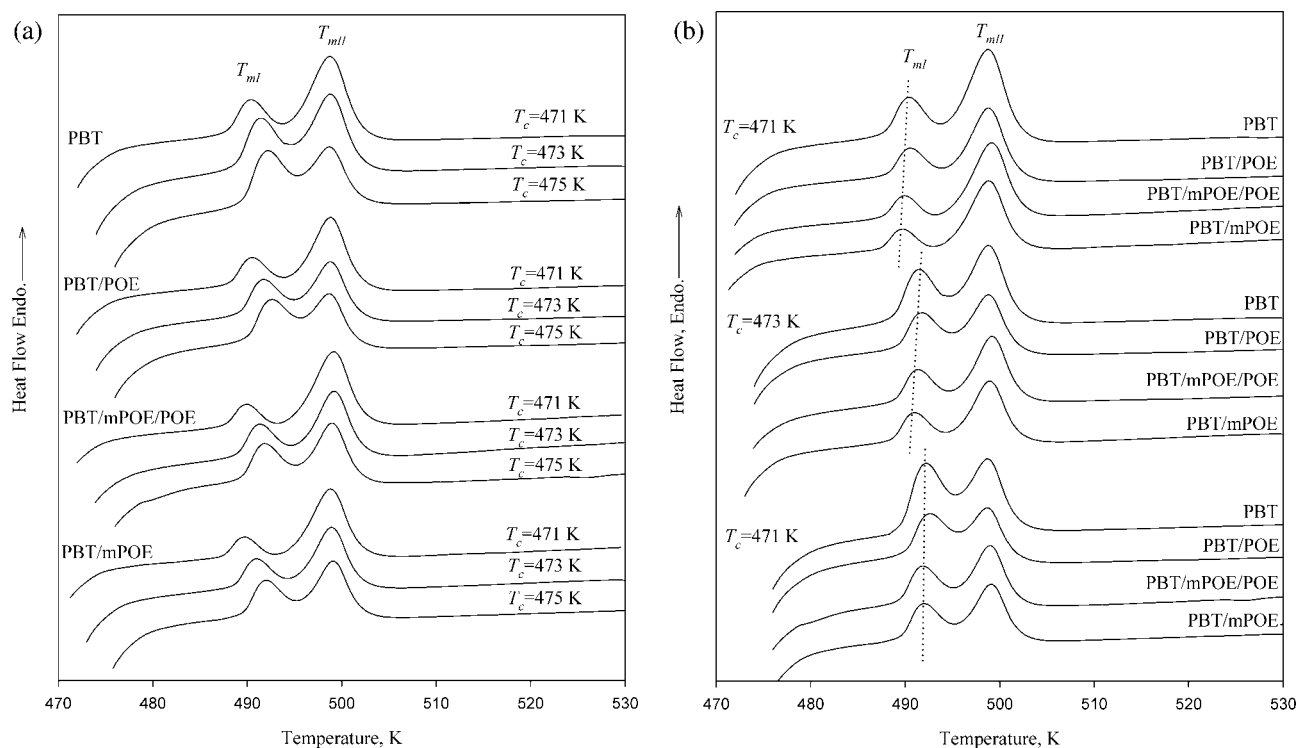 (a)
T_mI
T_mII
PBT
T_c=471 K
T_c=473 K
T_c=475 K
PBT/POE
T_c=471 K
T_c=473 K
T_c=475 K
PBT/mPOE/POE
T_c=471 K
T_c=473 K
T_c=475 K
PBT/mPOE
T_c=471 K
T_c=473 K
T_c=475 K
Heat Flow Endo.
470 480 490 500 510 520 530
Temperature, K
(b)
T_mI
T_mII
T_c=471 K
PBT
PBT/POE
PBT/mPOE/POE
PBT/mPOE
T_c=473 K
PBT
PBT/POE
PBT/mPOE/POE
PBT/mPOE
T_c=471 K
PBT
PBT/POE
PBT/mPOE/POE
PBT/mPOE
Heat Flow, Endo.
470 480 490 500 510 520 530
Temperature, K